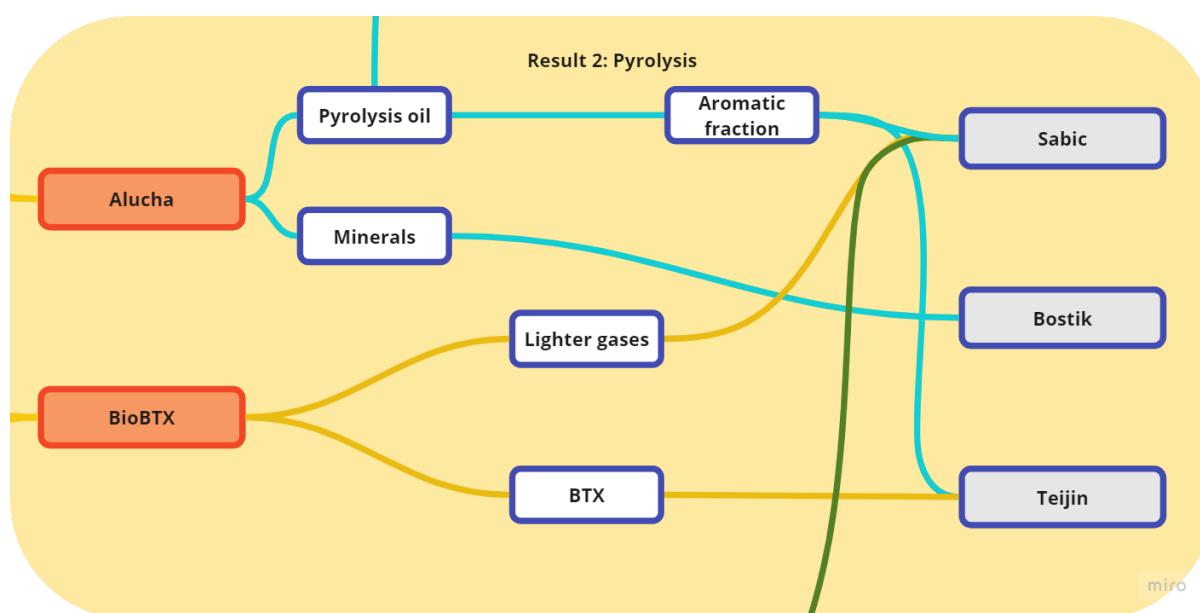 Result 2: Pyrolysis
Pyrolysis oil
Aromatic
fraction
Sabic
Alucha
Minerals
Bostik
Lighter gases
BioBTX
BTX
Teijin
miro